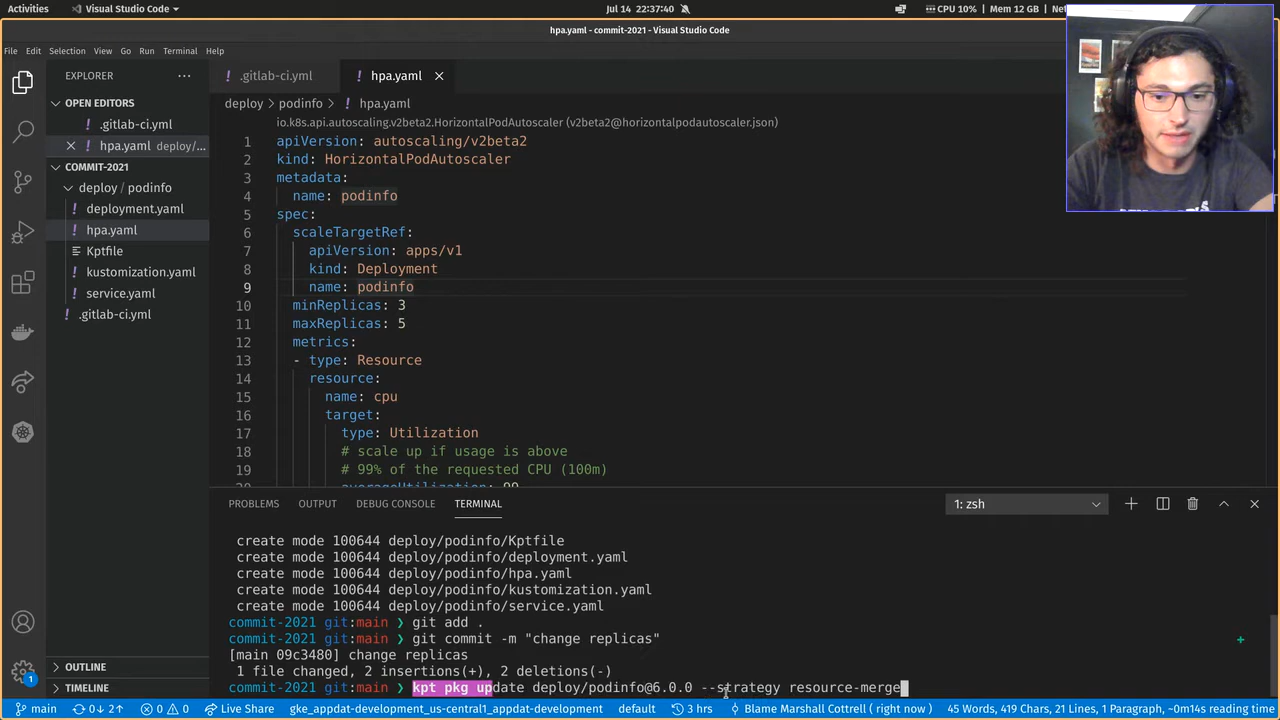 Activities
Visual Studio Code
Jul 14 22:37:40
CPU 10% | Mem 12 GB |
hpa.yaml - commit-2021 - Visual Studio Code
File Edit Selection View Go Run Terminal Help
EXPLORER
OPEN EDITORS
.gitlab-ci.yml
hpa.yaml deploy/...
COMMIT-2021
deploy / podinfo
deployment.yaml
hpa.yaml
Kptfile
kustomization.yaml
service.yaml
.gitlab-ci.yml
OUTLINE
TIMELINE
.gitlab-ci.yml
hpa.yaml
deploy > podinfo > hpa.yaml
io.k8s.api.autoscaling.v2beta2.HorizontalPodAutoscaler (v2beta2@horizontalpodautoscaler.json)
1 apiVersion: autoscaling/v2beta2
2 kind: HorizontalPodAutoscaler
3 metadata:
4 name: podinfo
5 spec:
6 scaleTargetRef:
7 apiVersion: apps/v1
8 kind: Deployment
9 name: podinfo
10 minReplicas: 3
11 maxReplicas: 5
12 metrics:
13 - type: Resource
14 resource:
15 name: cpu
16 target:
17 type: Utilization
18 # scale up if usage is above
19 # 99% of the requested CPU (100m)
PROBLEMS OUTPUT DEBUG CONSOLE TERMINAL
1: zsh
create mode 100644 deploy/podinfo/Kptfile
create mode 100644 deploy/podinfo/deployment.yaml
create mode 100644 deploy/podinfo/hpa.yaml
create mode 100644 deploy/podinfo/kustomization.yaml
create mode 100644 deploy/podinfo/service.yaml
commit-2021 git:main ❯ git add .
commit-2021 git:main ❯ git commit -m "change replicas"
[main 09c3480] change replicas
1 file changed, 2 insertions(+), 2 deletions(-)
commit-2021 git:main ❯ kpt pkg update deploy/podinfo@6.0.0 --strategy resource-merge
1
main 0↓ 2↑ 0 0 Live Share gke_appdat-development_us-central1_appdat-development default 3 hrs Blame Marshall Cottrell ( right now ) 45 Words, 419 Chars, 21 Lines, 1 Paragraph, ~0m14s reading time